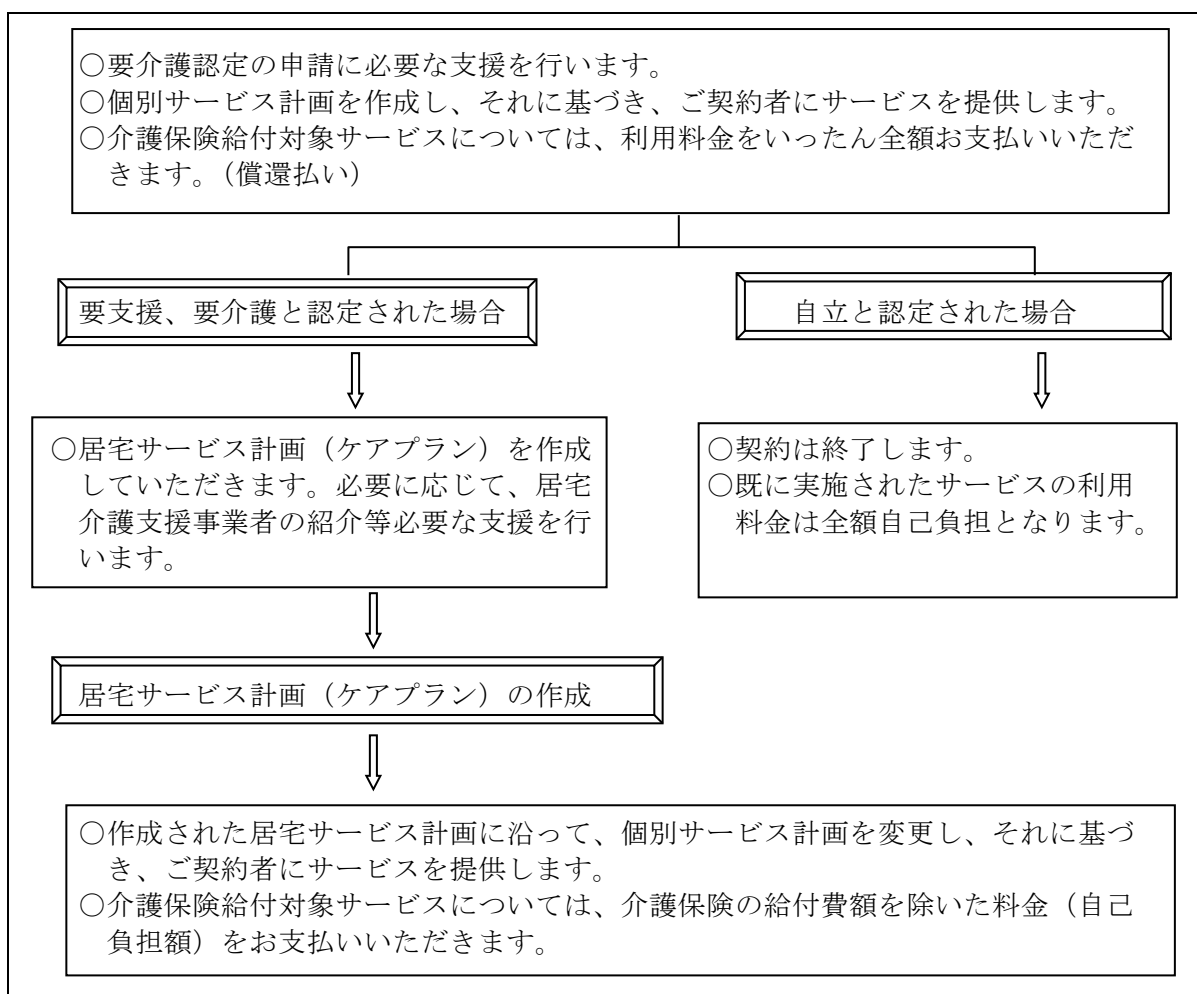 ○要介護認定の申請に必要な支援を行います。
○個別サービス計画を作成し、それに基づき、ご契約者にサービスを提供します。
○介護保険給付対象サービスについては、利用料金をいったん全額お支払いいただ
きます。（償還払い）
要支援、要介護と認定された場合
自立と認定された場合
○居宅サービス計画（ケアプラン）を作成
していただきます。必要に応じて、居宅
介護支援事業者の紹介等必要な支援を行
います。
○契約は終了します。
○既に実施されたサービスの利用
料金は全額自己負担となります。
居宅サービス計画（ケアプラン）の作成
○作成された居宅サービス計画に沿って、個別サービス計画を変更し、それに基づ
き、ご契約者にサービスを提供します。
○介護保険給付対象サービスについては、介護保険の給付費額を除いた料金（自己
負担額）をお支払いいただきます。